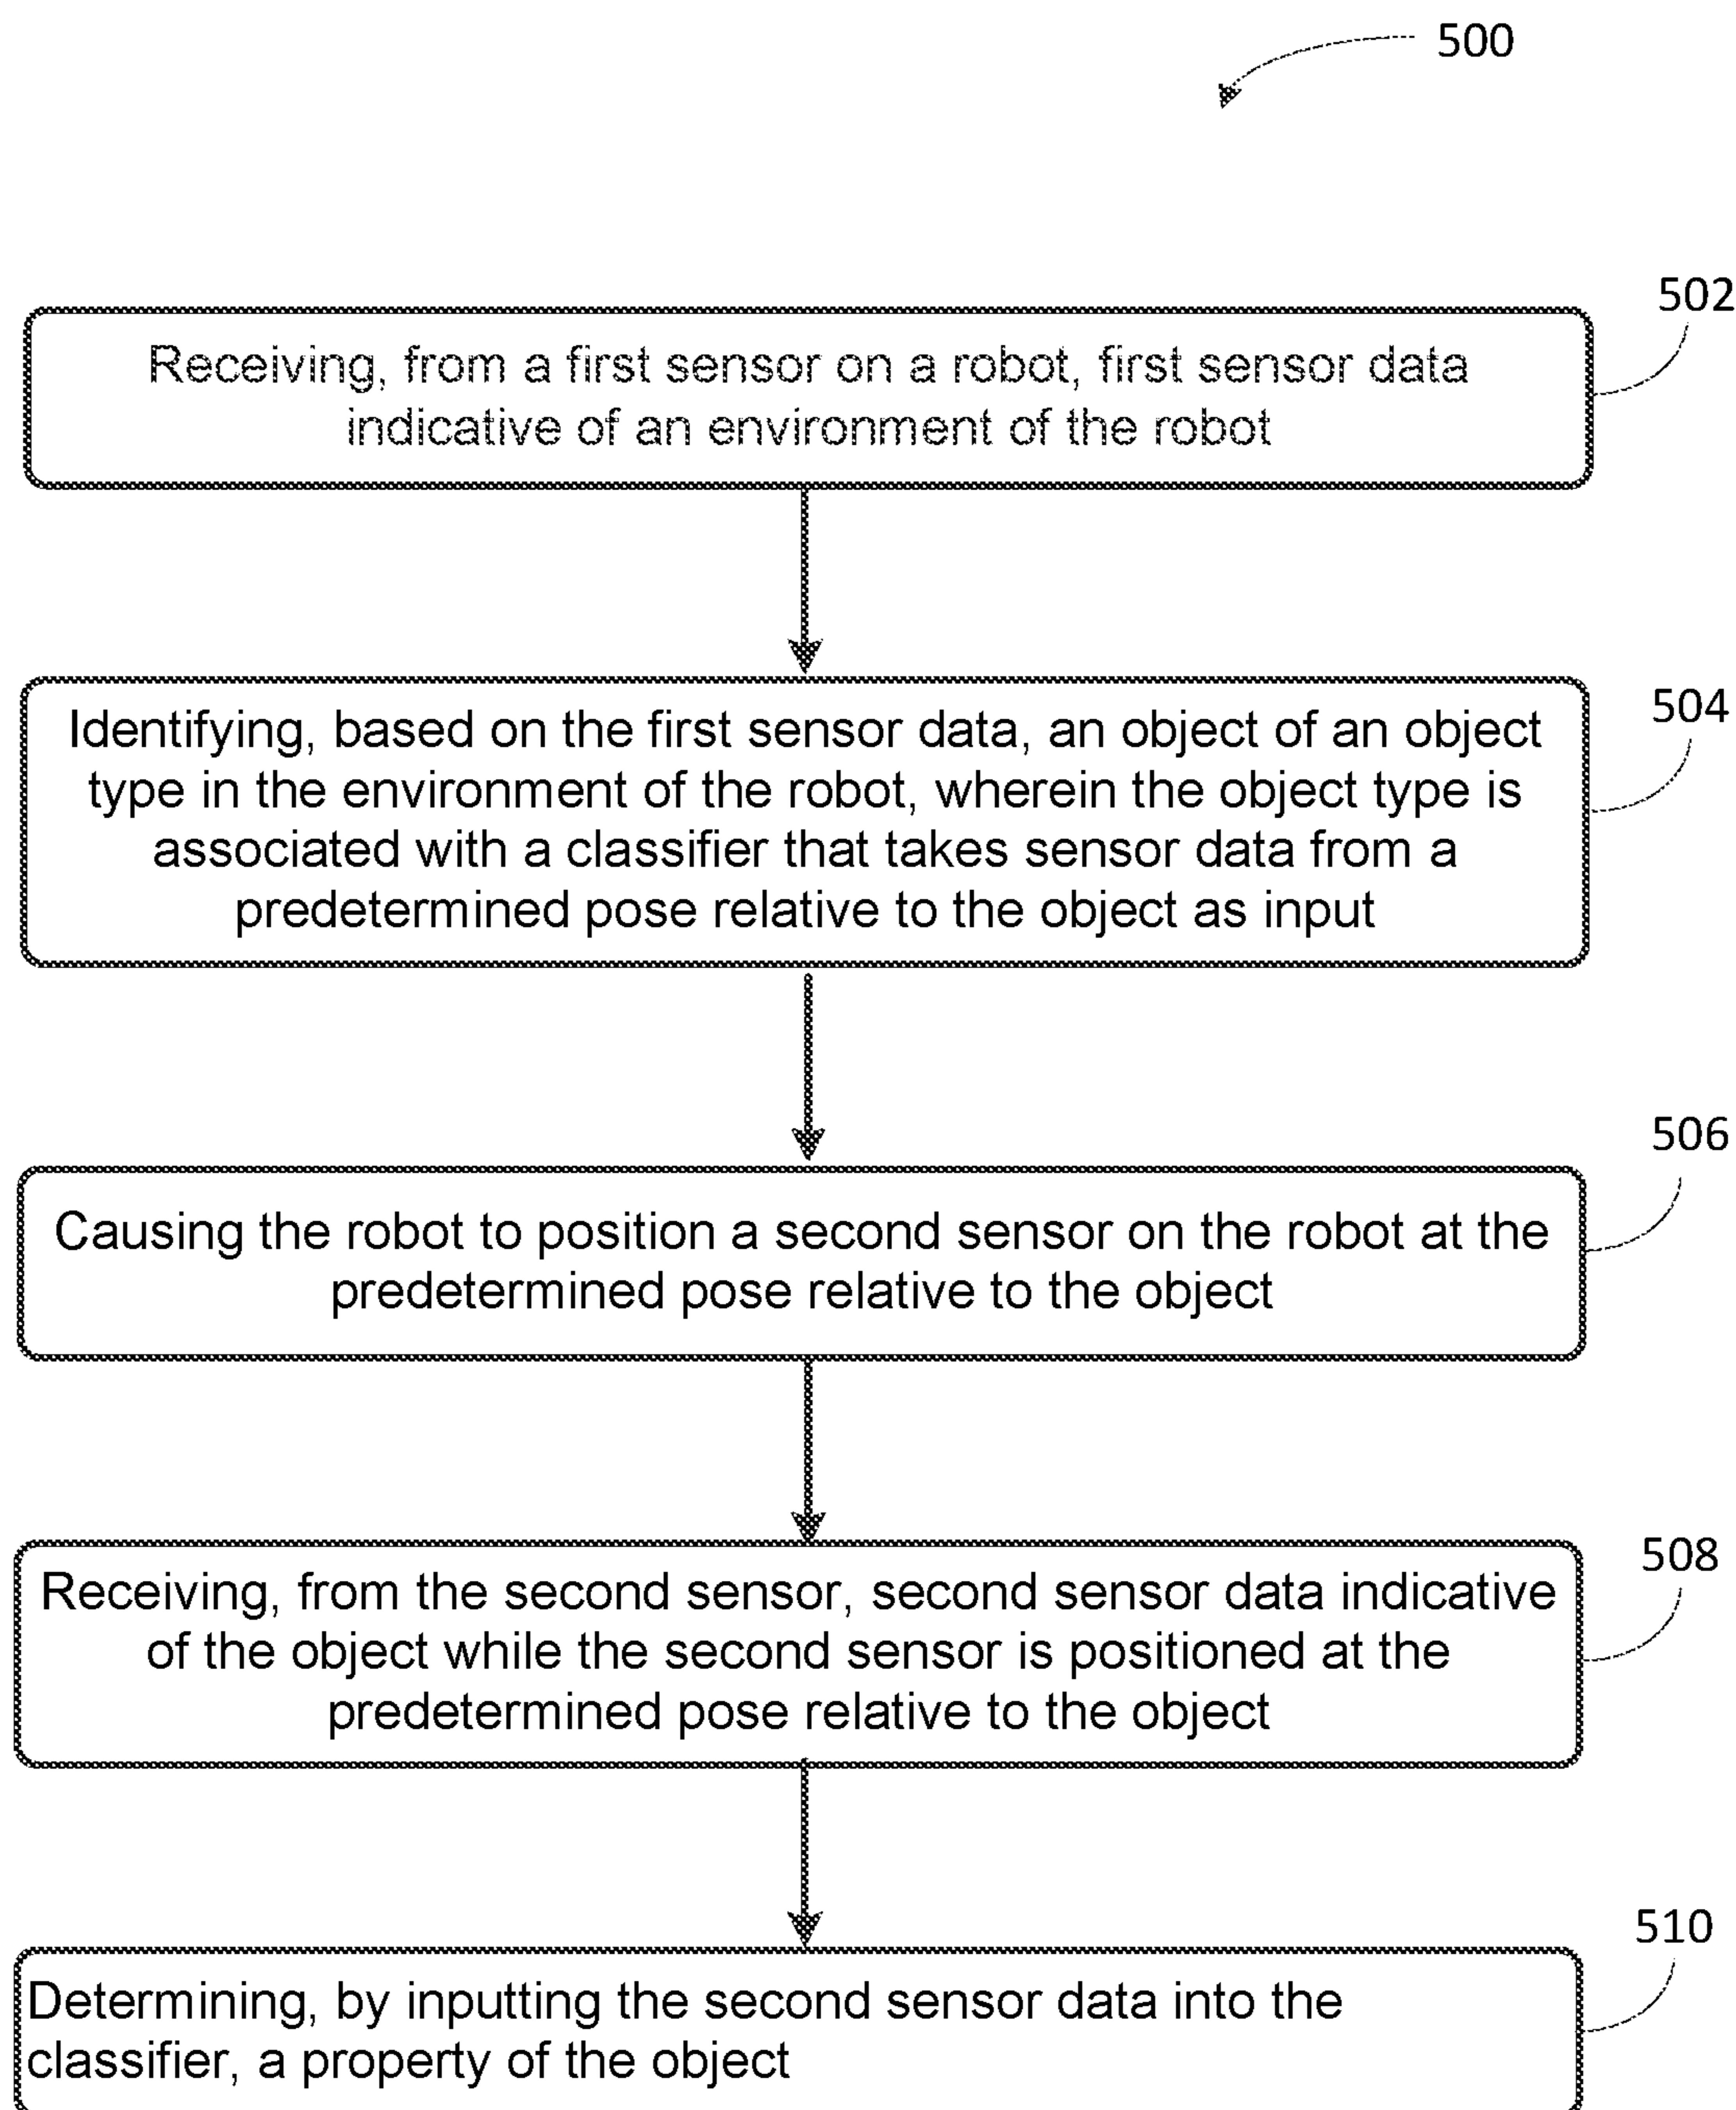 500
502
Receiving, from a first sensor on a robot, first sensor data
indicative of an environment of the robot
504
Identifying, based on the first sensor data, an object of an object
type in the environment of the robot, wherein the object type is
associated with a classifier that takes sensor data from a
predetermined pose relative to the object as input
506
Causing the robot to position a second sensor on the robot at the
predetermined pose relative to the object
508
Receiving, from the second sensor, second sensor data indicative
of the object while the second sensor is positioned at the
predetermined pose relative to the object
510
Determining, by inputting the second sensor data into the
classifier, a property of the object